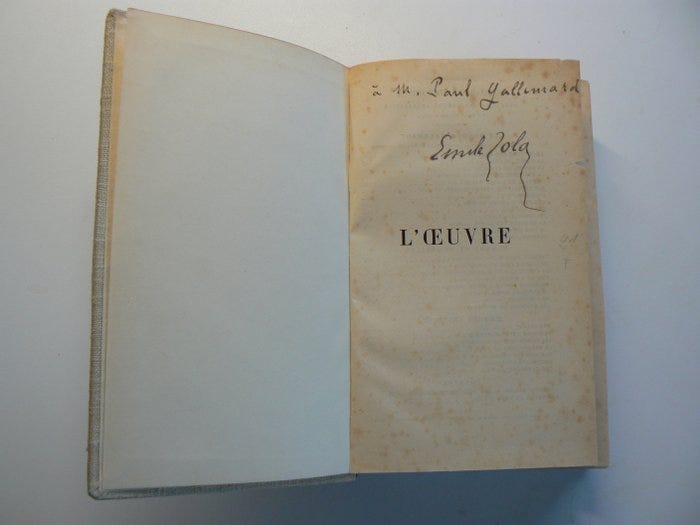 à M. Paul Gallimard
Emile Zola
L'ŒUVRE